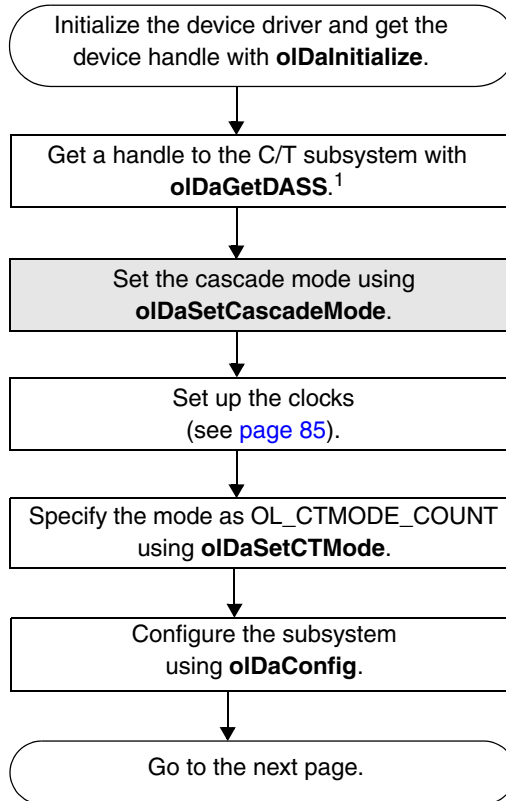 Initialize the device driver and get the
device handle with olDaInitialize.
Get a handle to the C/T subsystem with
olDaGetDASS.1
Set the cascade mode using
olDaSetCascadeMode.
Set up the clocks
(see page 85).
Specify the mode as OL_CTMODE_COUNT
using olDaSetCTMode.
Configure the subsystem
using olDaConfig.
Go to the next page.